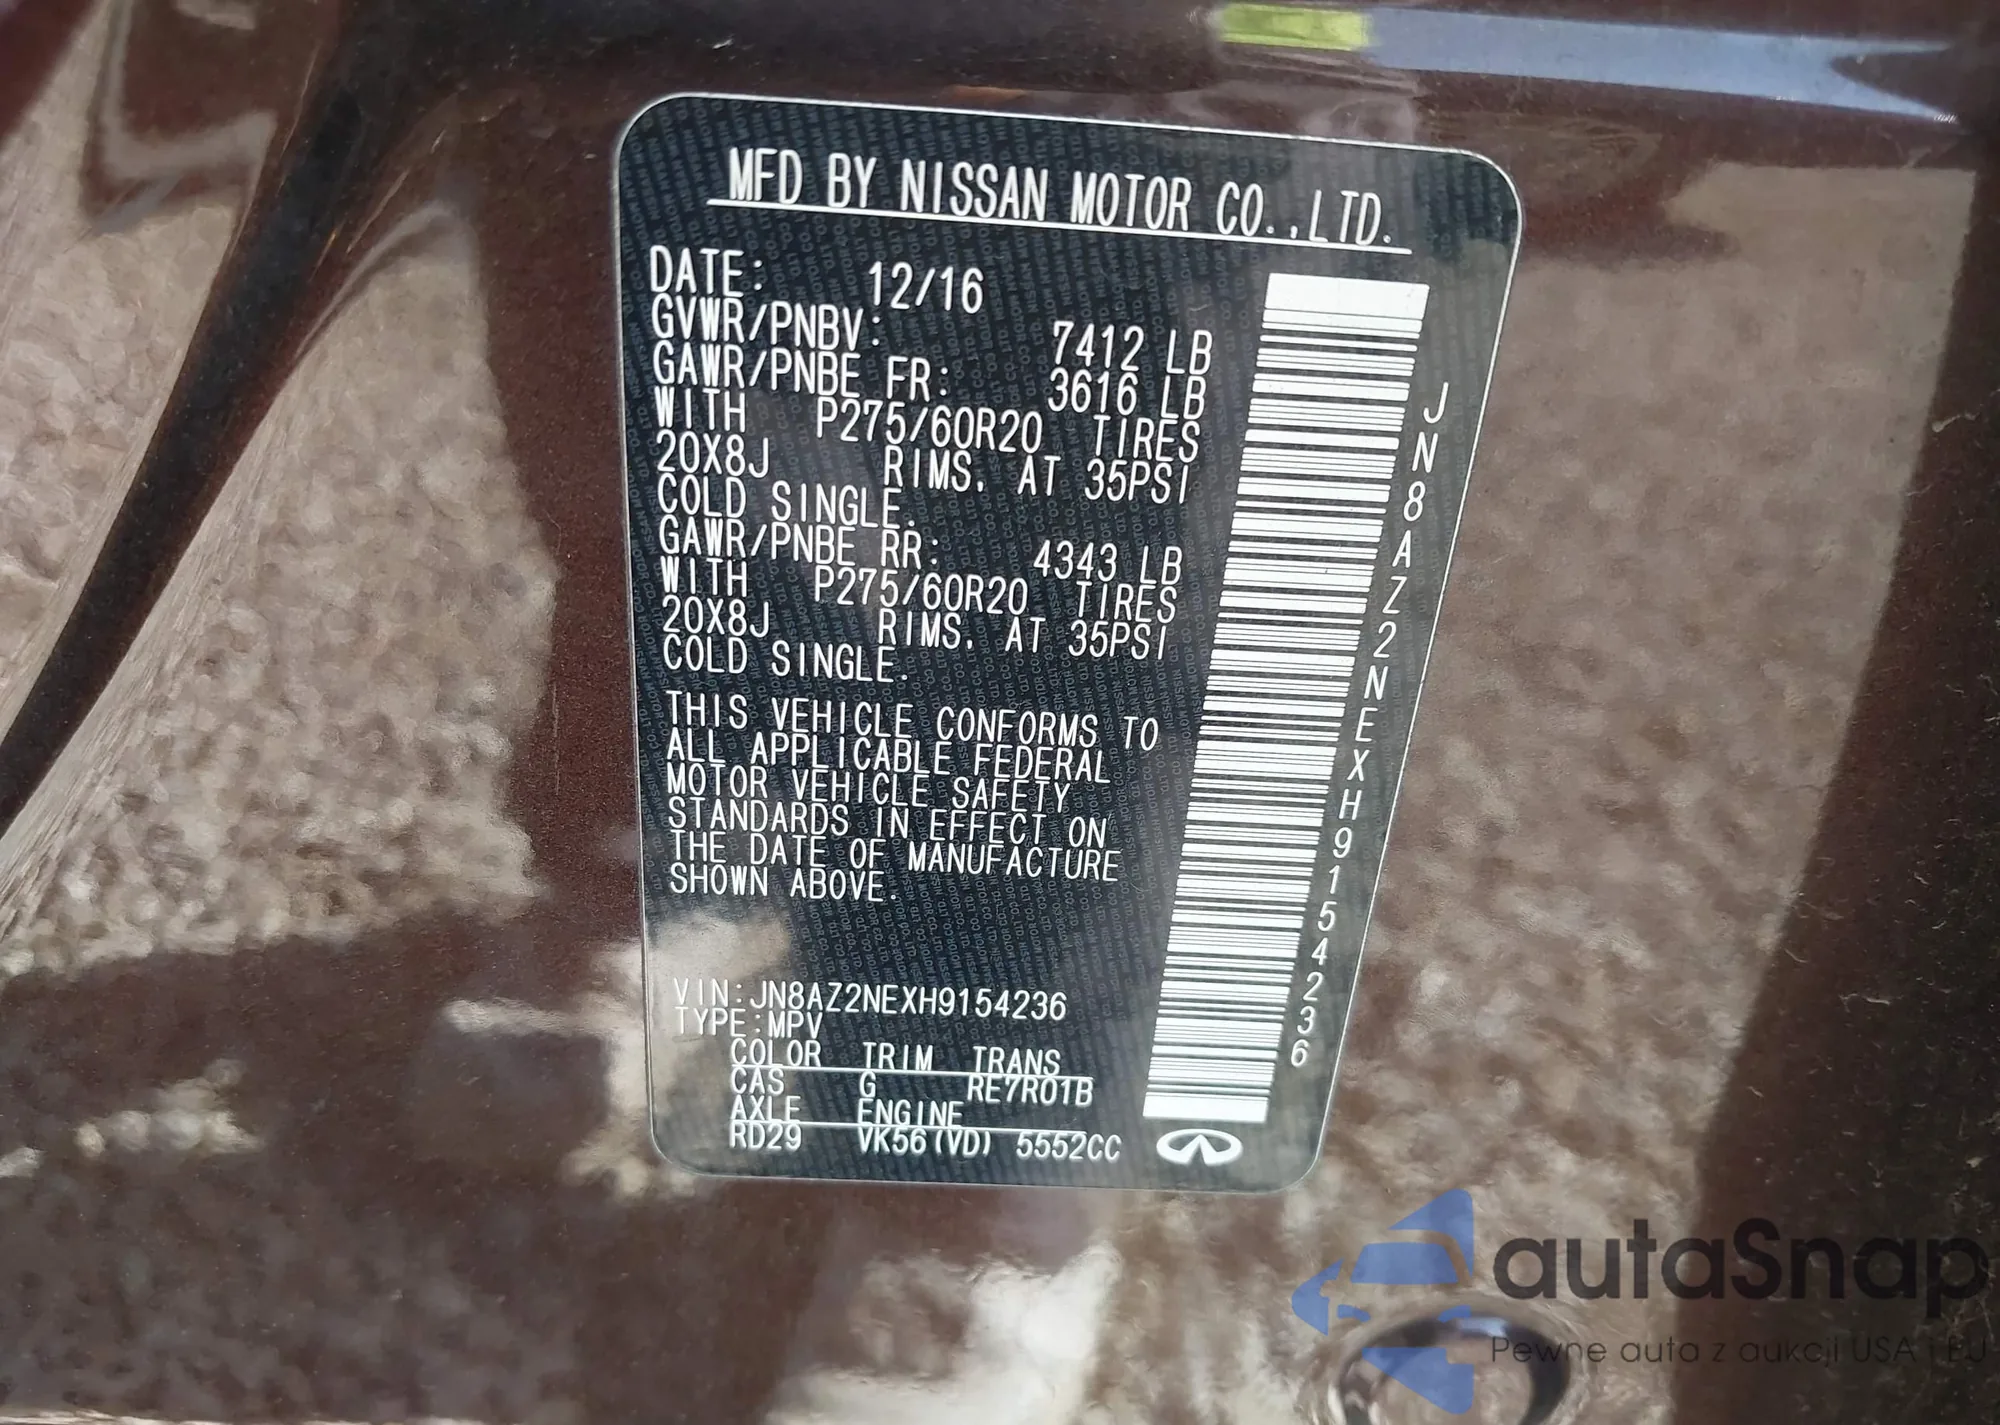 MFD BY NISSAN MOTOR CO.,LTD.
DATE: 12/16
GVWR/PNBV: 7412 LB
GAWR/PNBE FR: 3616 LB
WITH P275/60R20 TIRES
20X8J RIMS. AT 35PSI
COLD SINGLE.
GAWR/PNBE RR: 4343 LB
WITH P275/60R20 TIRES
20X8J RIMS. AT 35PSI
COLD SINGLE.
THIS VEHICLE CONFORMS TO
ALL APPLICABLE FEDERAL
MOTOR VEHICLE SAFETY
STANDARDS IN EFFECT ON
THE DATE OF MANUFACTURE
SHOWN ABOVE.
VIN:JN8AZ2NEXH9154236
TYPE:MPV
COLOR TRIM TRANS
CAS G RE7R01B
AXLE ENGINE
RD29 VK56(VD) 5552CC
JN8AZ2NEXH9154236
autaSnap
Pewne auta z aukcji USA i EU